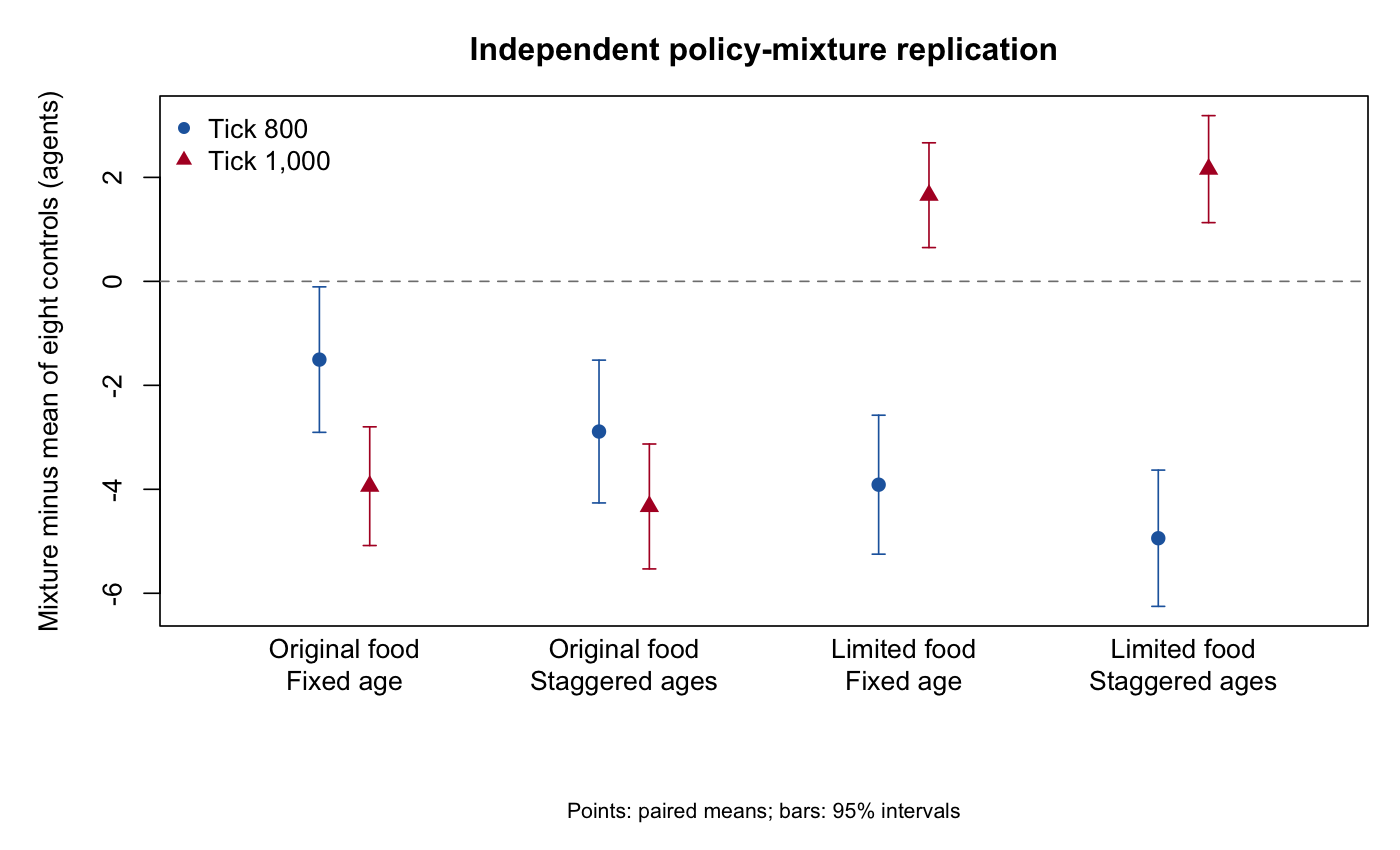 Independent policy-mixture replication
Mixture minus mean of eight controls (agents)
Tick 800
Tick 1,000
2
0
-2
-4
-6
Original food
Fixed age
Original food
Staggered ages
Limited food
Fixed age
Limited food
Staggered ages
Points: paired means; bars: 95% intervals